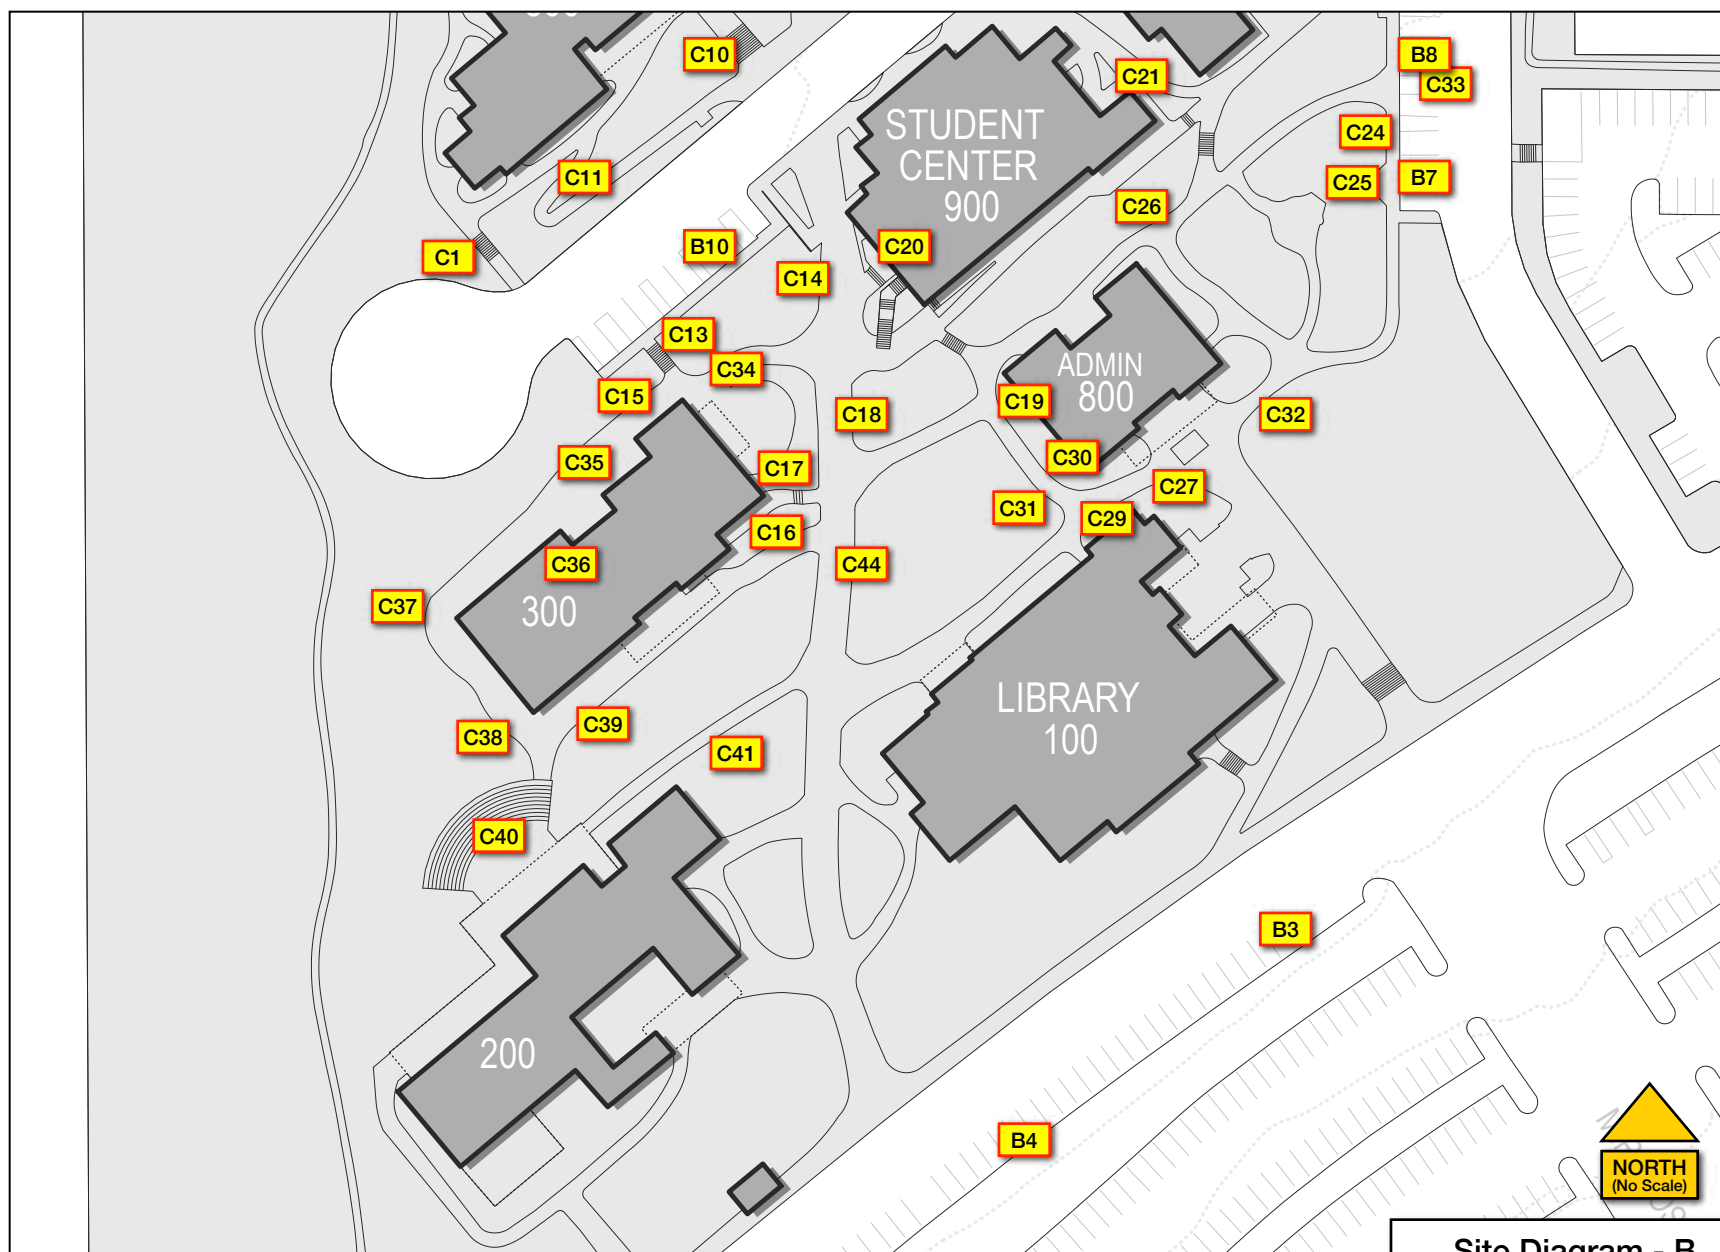 C10
B8
C33
C21
STUDENT
CENTER
900
C24
C11
C25
B7
C26
C1
B10
C20
C14
C13
C34
ADMIN
800
C15
C19
C18
C32
C30
C35
C17
C27
C31
C29
C16
C36
C44
300
C37
LIBRARY
100
C39
C38
C41
C40
B3
200
B4
NORTH
(No Scale)
Site Diagram - B